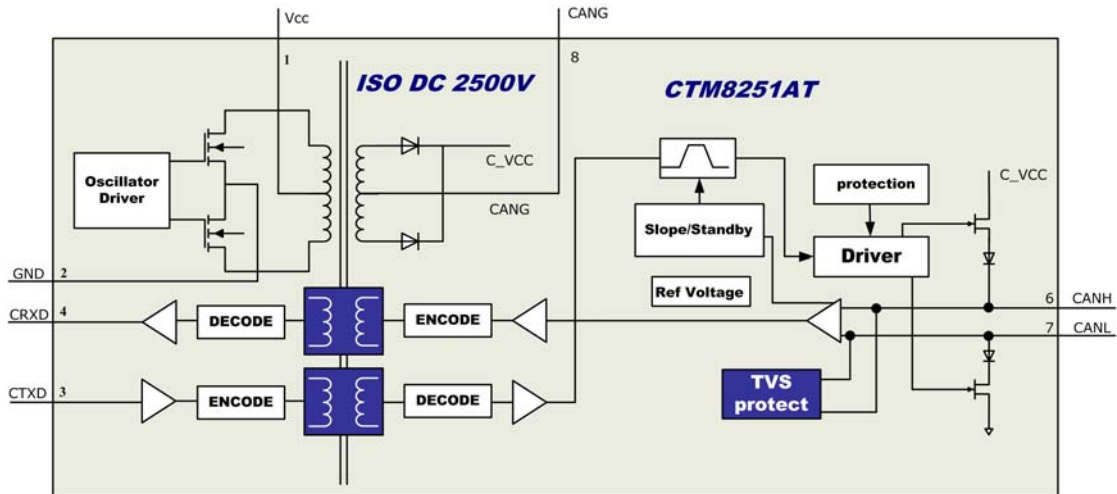 Vcc
CANG
1
8
ISO DC 2500V
CTM8251AT
Oscillator
Driver
C_VCC
CANG
protection
C_VCC
Slope/Standby
Driver
GND 2
Ref Voltage
CRXD 4
DECODE
ENCODE
6 CANH
7 CANL
CTXD 3
ENCODE
DECODE
TVS
protect